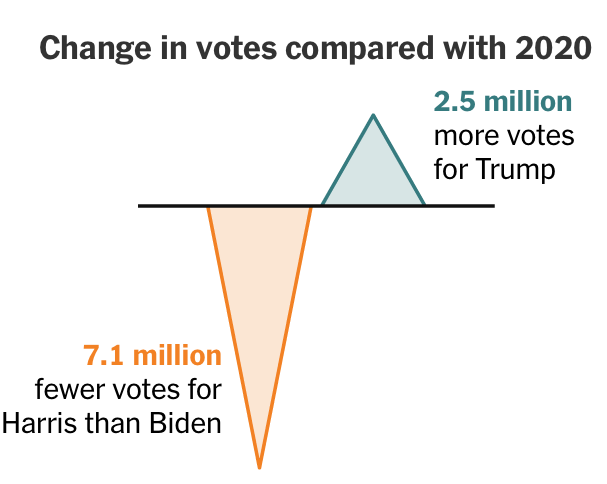 Change in votes compared with 2020
2.5 million
more votes
for Trump
7.1 million
fewer votes for
Harris than Biden